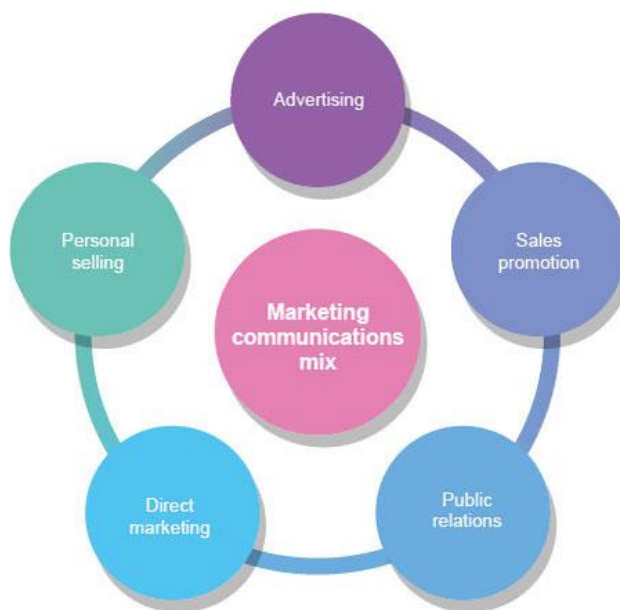 Advertising
Sales
promotion
Public
relations
Direct
marketing
Personal
selling
Marketing
communications
mix